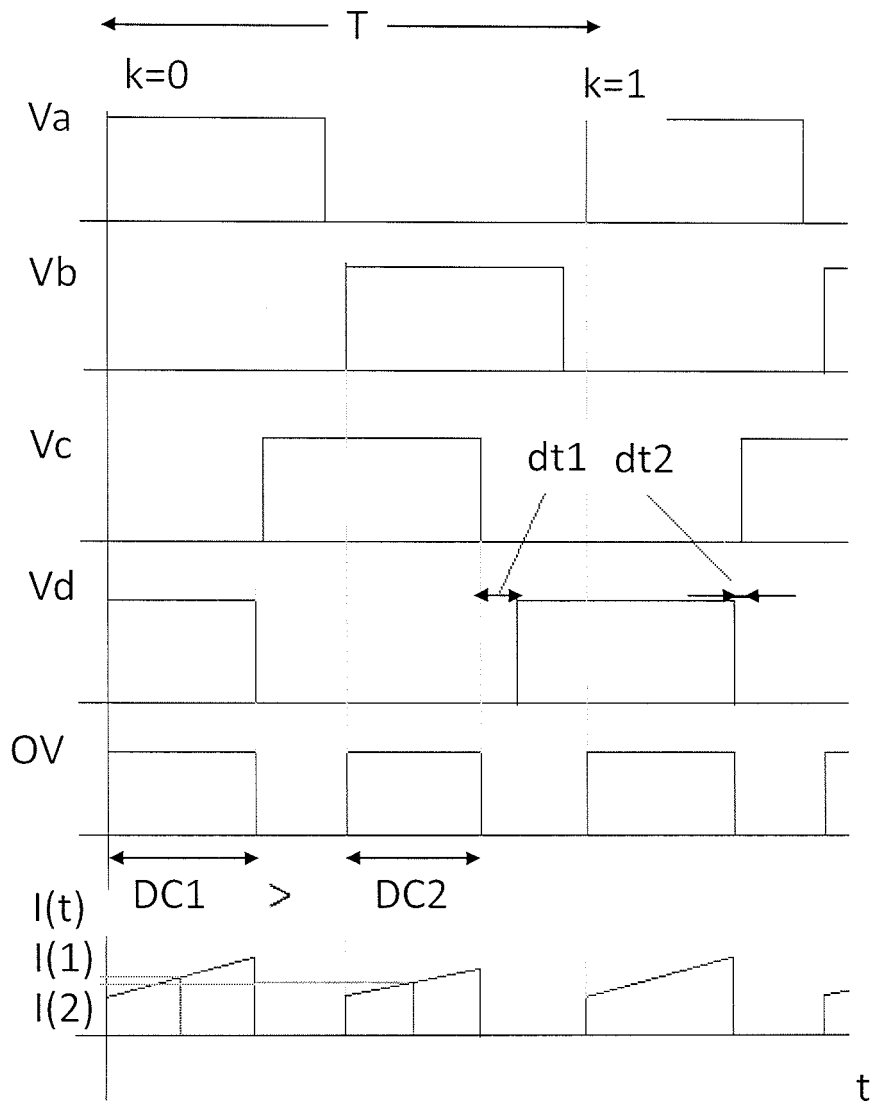 T
k=0
k=1
Va
Vb
Vc
dt1
dt2
Vd
OV
DC1 > DC2
I(t)
I(1)
I(2)
t